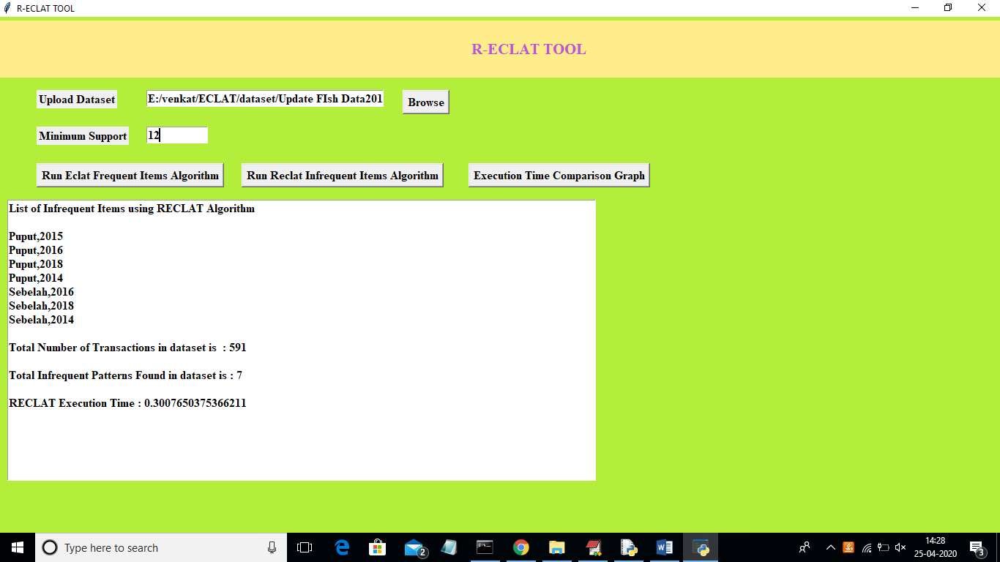 R-ECLAT TOOL
R-ECLAT TOOL
Upload Dataset E:/venkat/ECLAT/dataset/Update FIsh Data201 Browse
Minimum Support 12
Run Eclat Frequent Items Algorithm Run Reclat Infrequent Items Algorithm Execution Time Comparison Graph
List of Infrequent Items using RECLAT Algorithm
Puput,2015
Puput,2016
Puput,2018
Puput,2014
Sebelah,2016
Sebelah,2018
Sebelah,2014
Total Number of Transactions in dataset is : 591
Total Infrequent Patterns Found in dataset is : 7
RECLAT Execution Time : 0.3007650375366211
Type here to search 2 14:28
25-04-2020 3